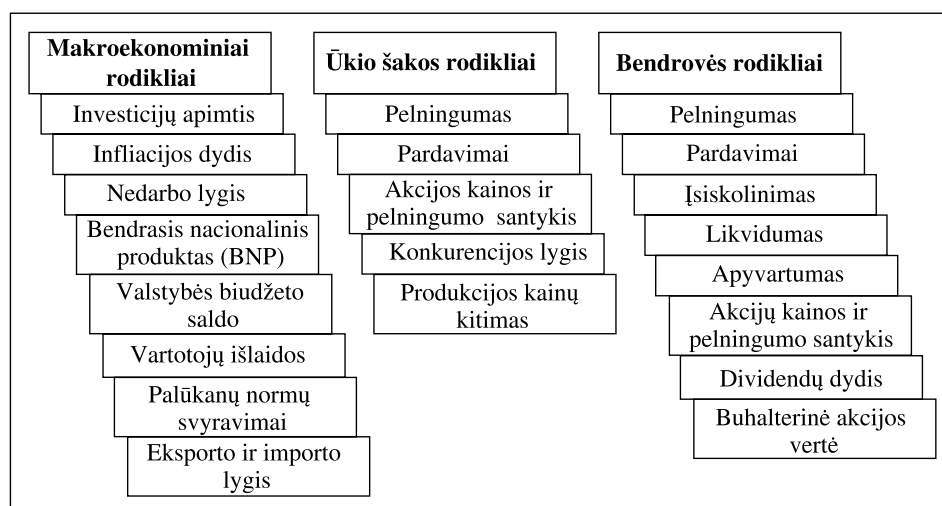 Makroekonominiai
rodikliai
Investicijų apimtis
Infliacijos dydis
Nedarbo lygis
Bendrasis nacionalinis
produktas (BNP)
Valstybės biudžeto
saldo
Vartotojų išlaidos
Palūkanų normų
svyravimai
Eksporto ir importo
lygis
Ūkio šakos rodikliai
Pelningumas
Pardavimai
Akcijos kainos ir
pelningumo santykis
Konkurencijos lygis
Produkcijos kainų
kitimas
Bendrovės rodikliai
Pelningumas
Pardavimai
Įsiskolinimas
Likvidumas
Apyvartumas
Akcijų kainos ir
pelningumo santykis
Dividendų dydis
Buhalterinė akcijos
vertė